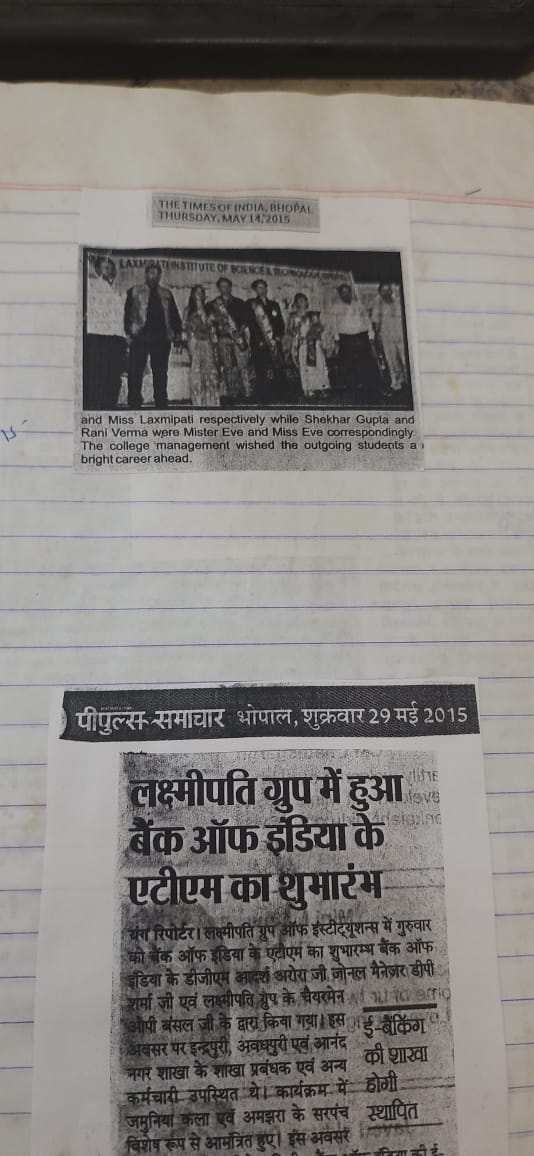 THE TIMES OF INDIA, BHOPAL
THURSDAY, MAY 14, 2015
LAXMIPATI INSTITUTE OF SCIENCE & TECHNOLOGY
and Miss Laxmipati respectively while Shekhar Gupta and
Rani Verma were Mister Eve and Miss Eve correspondingly.
The college management wished the outgoing students a
bright career ahead.
पीपुल्स समाचार भोपाल, शुक्रवार 29 मई 2015
लक्ष्मीपति ग्रुप में हुआ
बैंक ऑफ इंडिया के
एटीएम का शुभारंभ
यंग रिपोर्टर। लक्ष्मीपति ग्रुप ऑफ इंस्टीट्यूशन्स में गुरुवार
को बैंक ऑफ इंडिया के एटीएम का शुभारम्भ बैंक ऑफ
इंडिया के डीजीएम आदर्श अरोरा जी जोनल मैनेजर डीपी
शर्मा जी एवं लक्ष्मीपति ग्रुप के चैयरमेन
ओपी बंसल जी के द्वारा किया गया। इस
अवसर पर इन्द्रपुरी, अवधपुरी एवं आनंद
नगर शाखा के शाखा प्रबंधक एवं अन्य
कर्मचारी उपस्थित थे। कार्यक्रम में
जमुनिया कला एवं अमझरा के सरपंच
विशेष रूप से आमंत्रित हुए। इस अवसर
ई-बैंकिंग
की शाखा
होगी
स्थापित